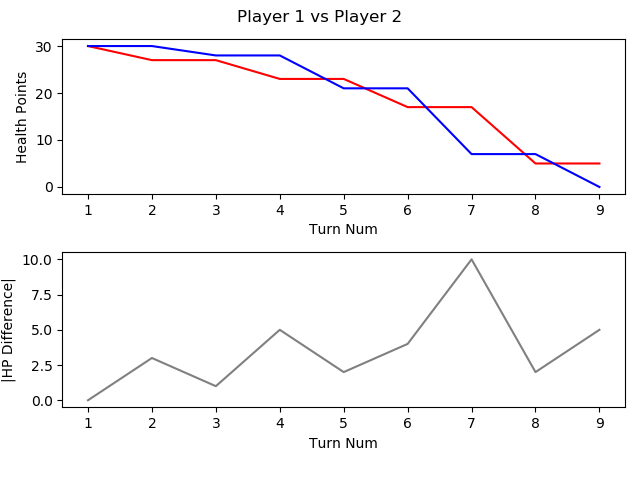 Player 1 vs Player 2
30
20
10
0
Health Points
1 2 3 4 5 6 7 8 9
Turn Num
10.0
7.5
5.0
2.5
0.0
|HP Difference|
1 2 3 4 5 6 7 8 9
Turn Num